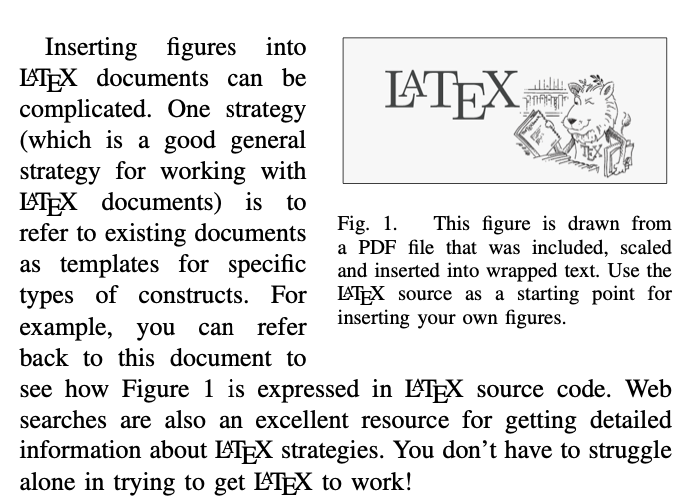 Inserting figures into
LATEX documents can be
complicated. One strategy
(which is a good general
strategy for working with
LATEX documents) is to
refer to existing documents
as templates for specific
types of constructs. For
example, you can refer
back to this document to
see how Figure 1 is expressed in LATEX source code. Web
searches are also an excellent resource for getting detailed
information about LATEX strategies. You don't have to struggle
alone in trying to get LATEX to work!
LATEX
TEX
Fig. 1. This figure is drawn from
a PDF file that was included, scaled
and inserted into wrapped text. Use the
LATEX source as a starting point for
inserting your own figures.